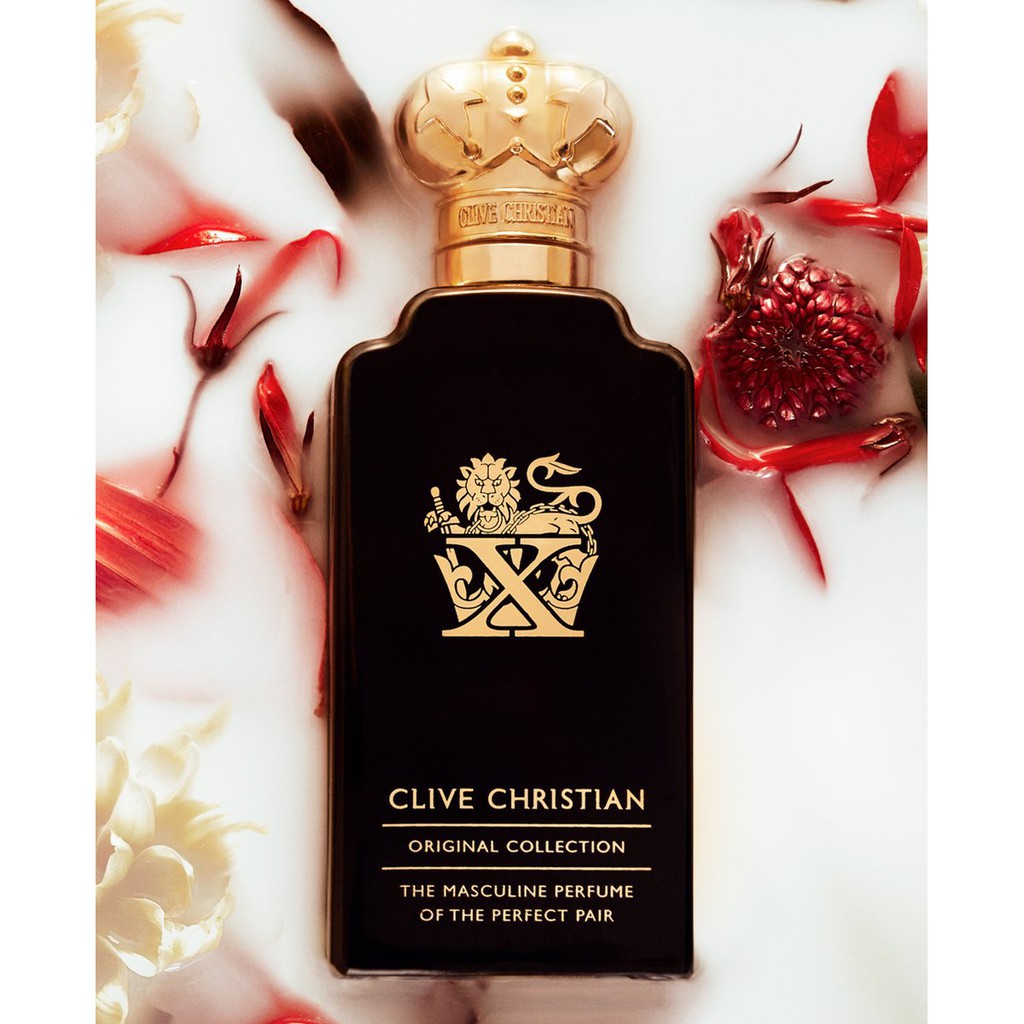 CLIVE CHRISTIAN
X
CLIVE CHRISTIAN
ORIGINAL COLLECTION
THE MASCULINE PERFUME
OF THE PERFECT PAIR